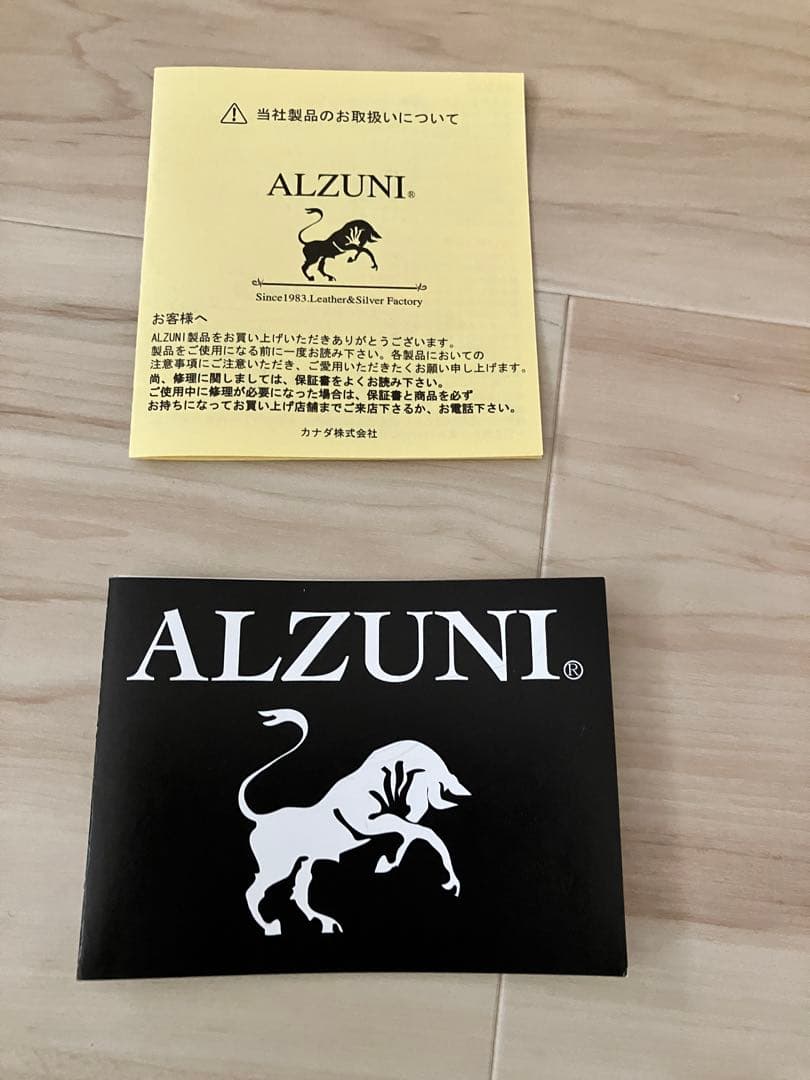 ⚠ 当社製品のお取扱いについて
ALZUNI®
Since1983.Leather&Silver Factory
お客様へ
ALZUNI製品をお買い上げいただきありがとうございます。
製品をご使用になる前に一度お読み下さい。各製品においての
注意事項にご注意いただき、ご愛用いただきたくお願い申し上げます。
尚、修理に関しましては、保証書をよくお読み下さい。
ご使用中に修理が必要になった場合は、保証書と商品を必ず
お持ちになってお買い上げ店舗までご来店下さるか、お電話下さい。
カナダ株式会社
ALZUNI®